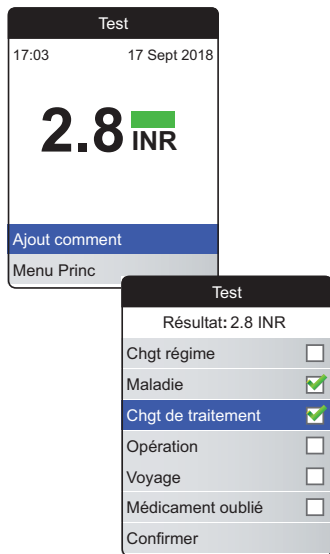 Test
17:03 17 Sept 2018
2.8 INR
Ajout comment
Menu Princ
Test
Résultat: 2.8 INR
Chgt régime
Maladie
Chgt de traitement
Opération
Voyage
Médicament oublié
Confirmer